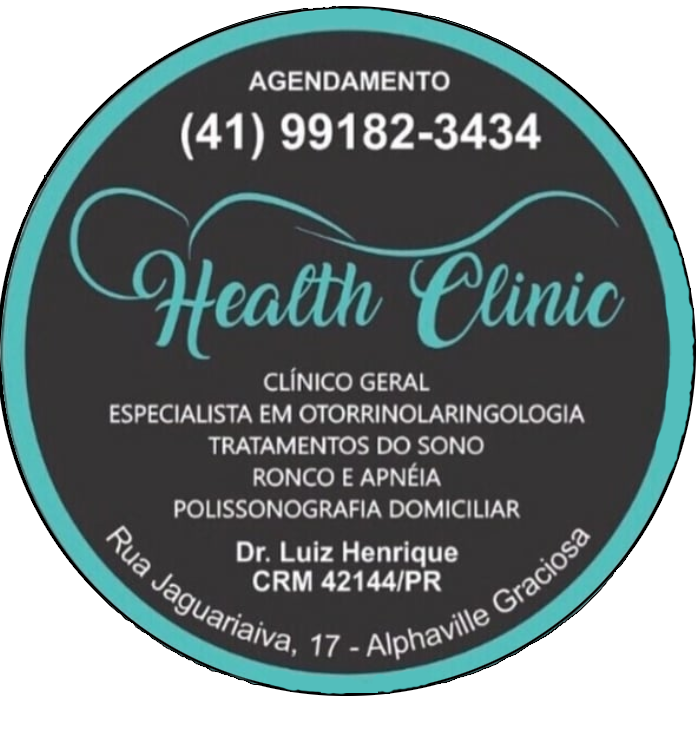 AGENDAMENTO
(41) 99182-3434
Health Clinic
CLÍNICO GERAL
ESPECIALISTA EM OTORRINOLARINGOLOGIA
TRATAMENTOS DO SONO
RONCO E APNÉIA
POLISSONOGRAFIA DOMICILIAR
Dr. Luiz Henrique
CRM 42144/PR
Rua Jaguariaiva, 17 - Alphaville Graciosa